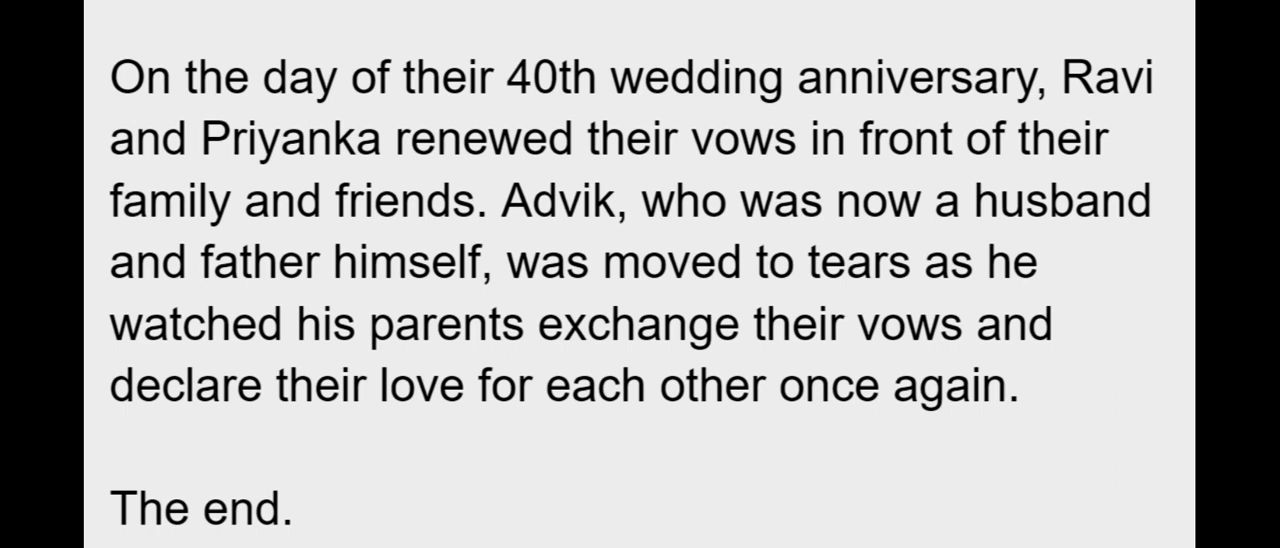 On the day of their 40th wedding anniversary, Ravi
and Priyanka renewed their vows in front of their
family and friends. Advik, who was now a husband
and father himself, was moved to tears as he
watched his parents exchange their vows and
declare their love for each other once again.
The end.